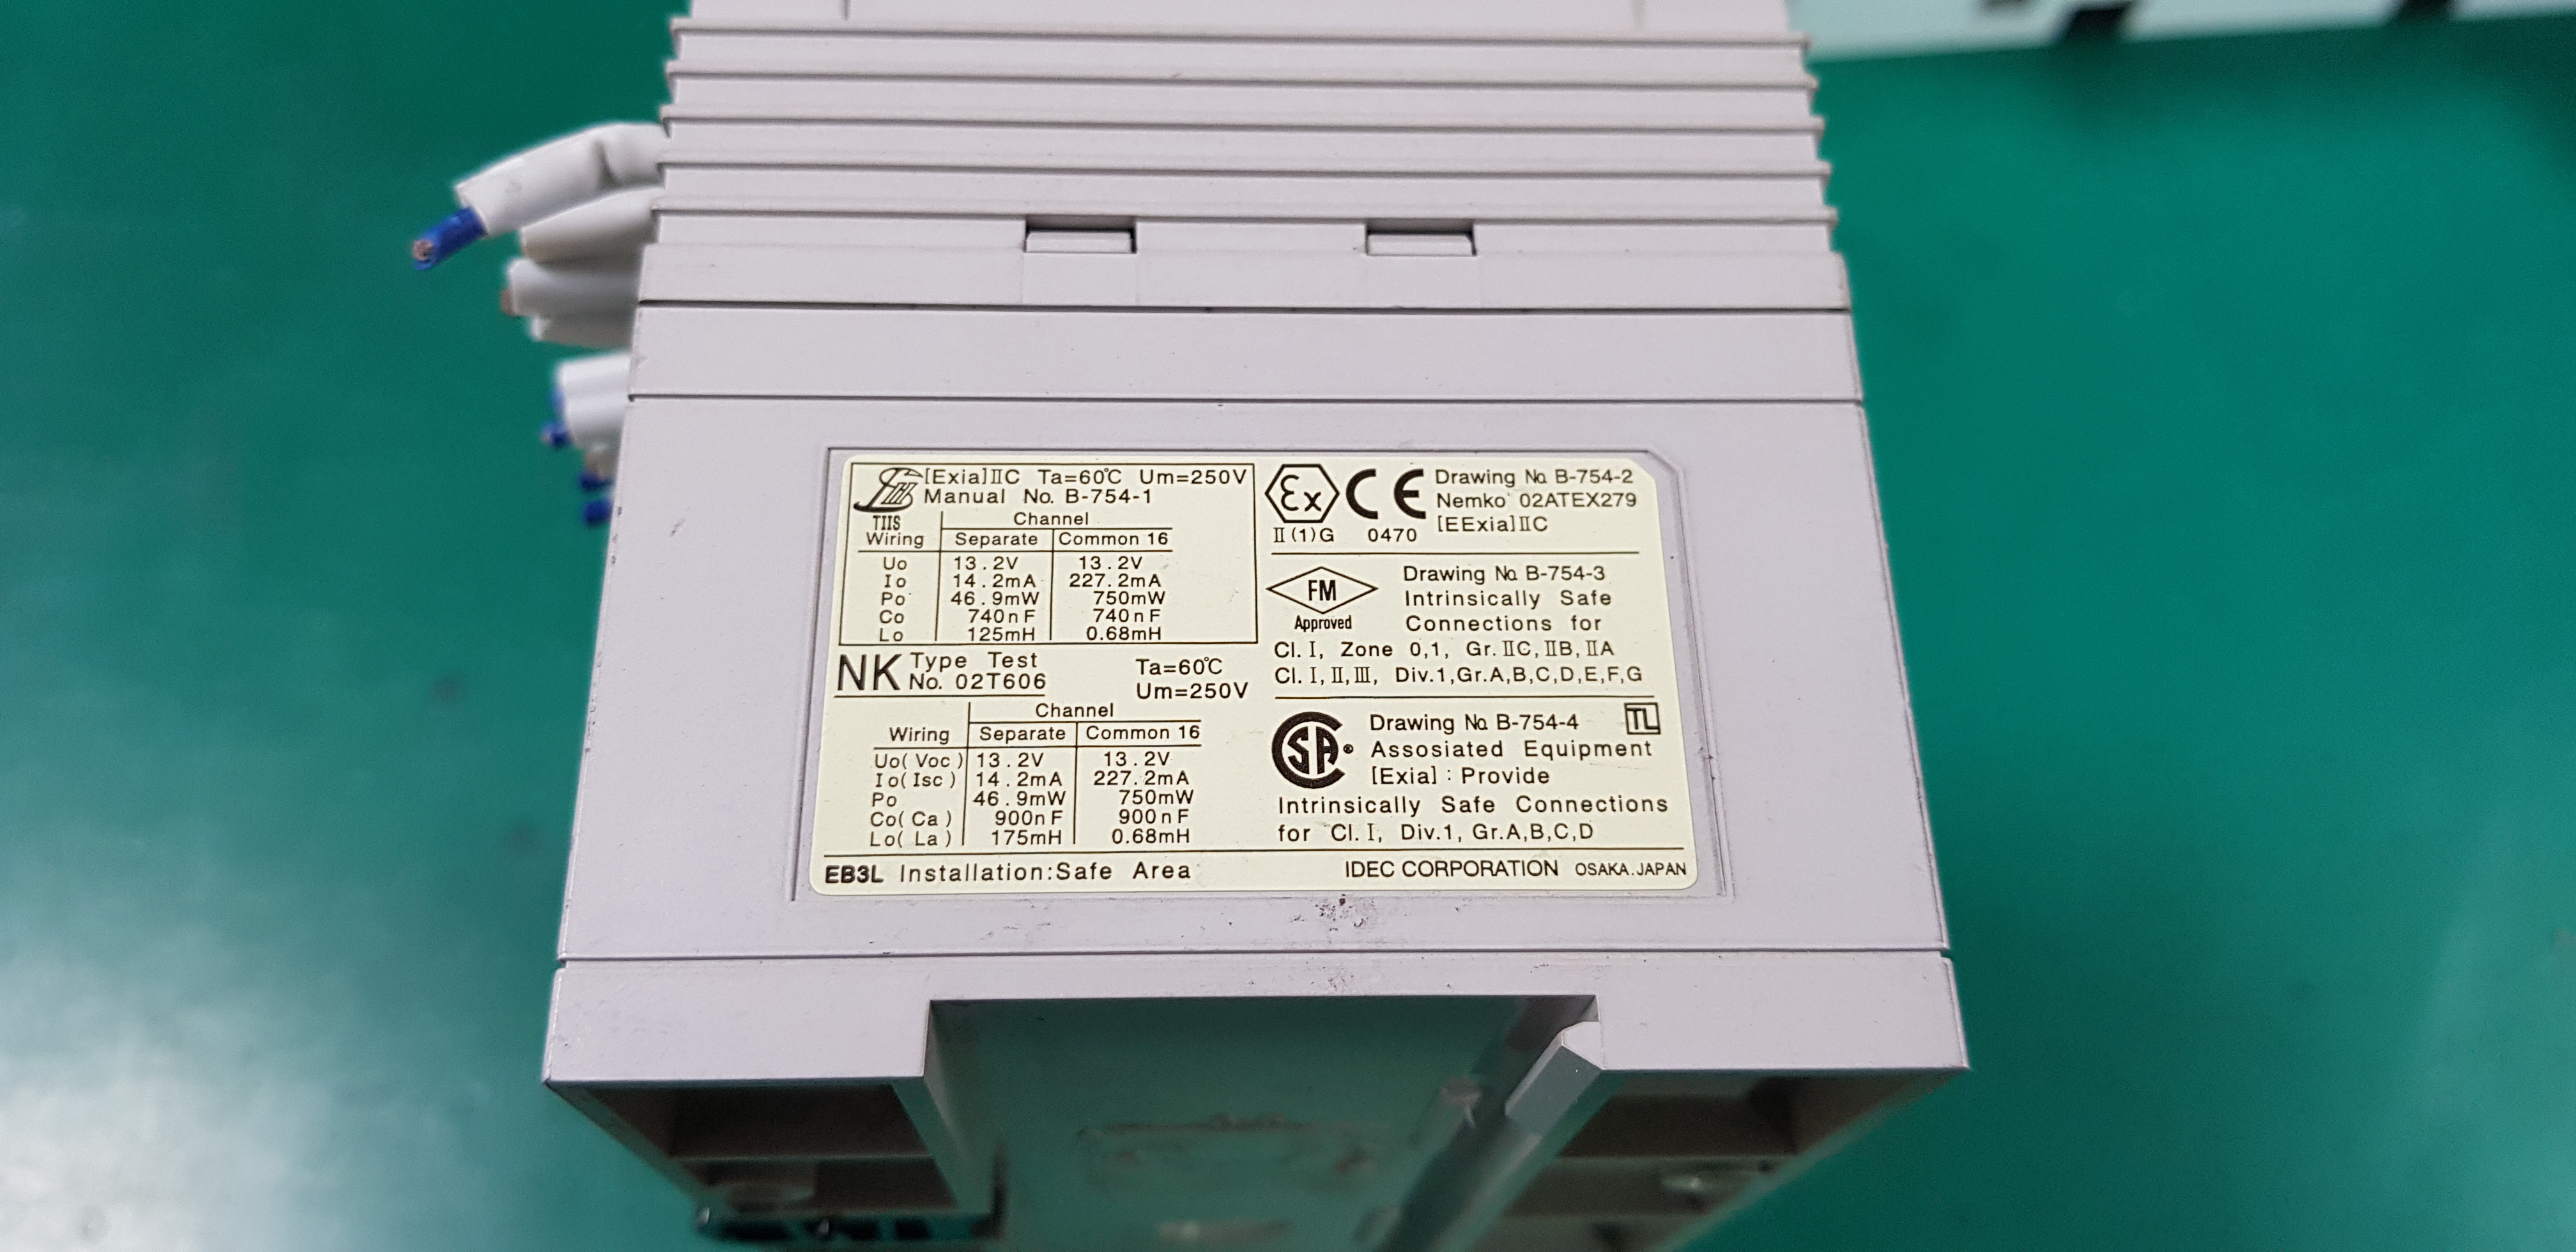 [Exia]ⅡC Ta=60℃ Um=250V
Manual No. B-754-1
TIIS
Channel
Wiring Separate Common 16
Uo 13.2V 13.2V
Io 14.2mA 227.2mA
Po 46.9mW 750mW
Co 740nF 740nF
Lo 125mH 0.68mH
NK Type Test
No. 02T606
Ta=60℃
Um=250V
Channel
Wiring Separate Common 16
Uo(Voc) 13.2V 13.2V
Io(Isc) 14.2mA 227.2mA
Po 46.9mW 750mW
Co(Ca) 900nF 900nF
Lo(La) 175mH 0.68mH
Ex CE
Ⅱ(1)G 0470
Drawing No. B-754-2
Nemko 02ATEX279
[EExia]ⅡC
FM
Approved
Drawing No. B-754-3
Intrinsically Safe
Connections for
Cl.Ⅰ, Zone 0,1, Gr.ⅡC,ⅡB,ⅡA
Cl.Ⅰ,Ⅱ,Ⅲ, Div.1,Gr.A,B,C,D,E,F,G
SA
Drawing No. B-754-4 TL
Assosiated Equipment
[Exia] : Provide
Intrinsically Safe Connections
for Cl.Ⅰ, Div.1, Gr.A,B,C,D
EB3L Installation:Safe Area IDEC CORPORATION OSAKA.JAPAN